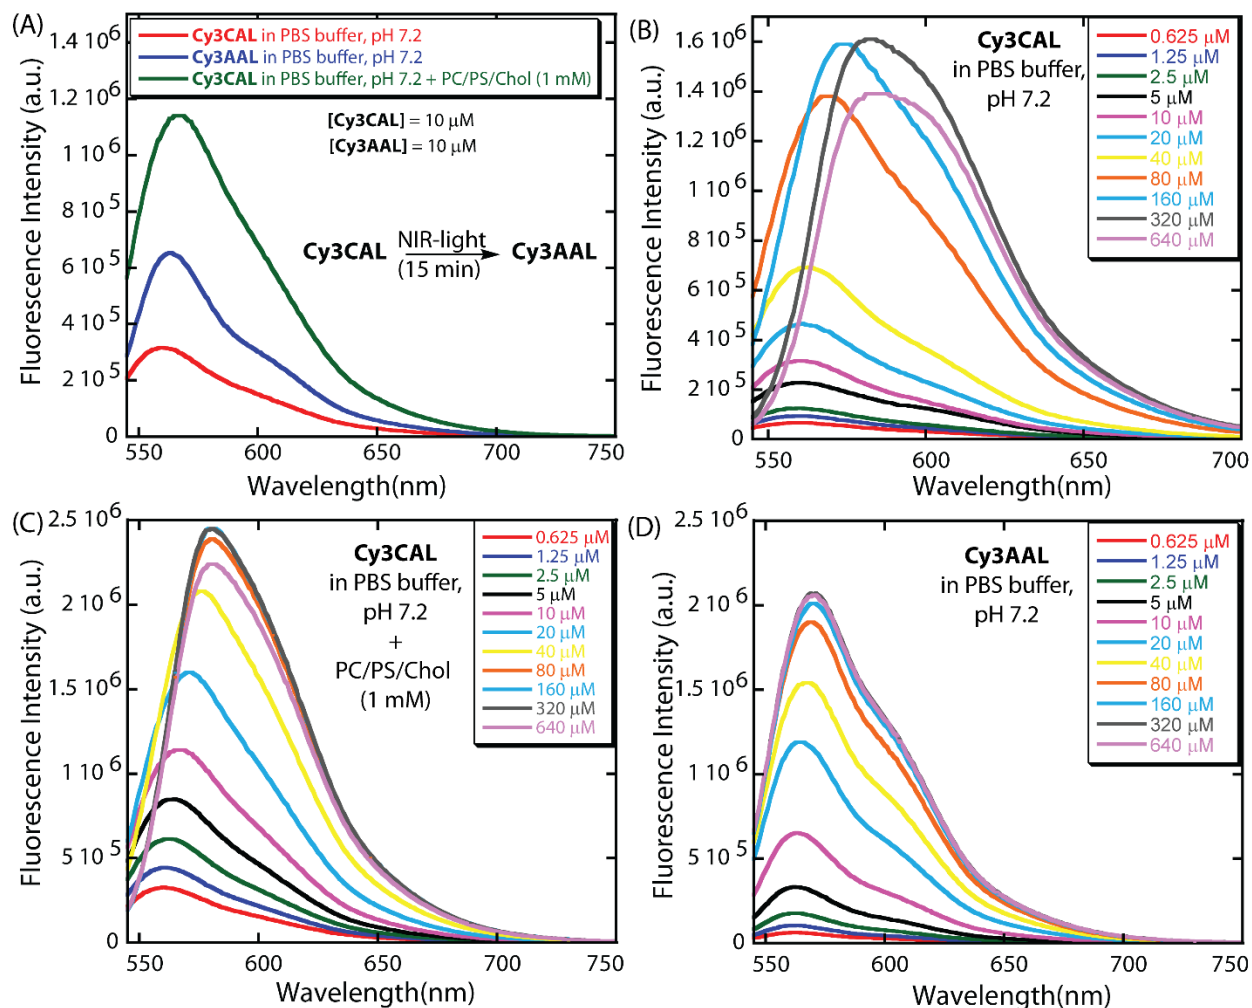 (A)
Fluorescence Intensity (a.u.)
1.4 10⁶
1.2 10⁶
1 10⁶
8 10⁵
6 10⁵
4 10⁵
2 10⁵
0
Cy3CAL in PBS buffer, pH 7.2
Cy3AAL in PBS buffer, pH 7.2
Cy3CAL in PBS buffer, pH 7.2 + PC/PS/Chol (1 mM)
[Cy3CAL] = 10 µM
[Cy3AAL] = 10 µM
Cy3CAL NIR-light Cy3AAL
(15 min)
550 600 650 700 750
Wavelength(nm)
(B)
Fluorescence Intensity (a.u.)
1.6 10⁶
1.4 10⁶
1.2 10⁶
1 10⁶
8 10⁵
6 10⁵
4 10⁵
2 10⁵
0
Cy3CAL
in PBS buffer,
pH 7.2
0.625 µM
1.25 µM
2.5 µM
5 µM
10 µM
20 µM
40 µM
80 µM
160 µM
320 µM
640 µM
550 600 650 700
Wavelength(nm)
(C)
Fluorescence Intensity (a.u.)
2.5 10⁶
2 10⁶
1.5 10⁶
1 10⁶
5 10⁵
0
Cy3CAL
in PBS buffer,
pH 7.2
+
PC/PS/Chol
(1 mM)
0.625 µM
1.25 µM
2.5 µM
5 µM
10 µM
20 µM
40 µM
80 µM
160 µM
320 µM
640 µM
550 600 650 700 750
Wavelength(nm)
(D)
Fluorescence Intensity (a.u.)
2.5 10⁶
2 10⁶
1.5 10⁶
1 10⁶
5 10⁵
0
Cy3AAL
in PBS buffer,
pH 7.2
0.625 µM
1.25 µM
2.5 µM
5 µM
10 µM
20 µM
40 µM
80 µM
160 µM
320 µM
640 µM
550 600 650 700 750
Wavelength(nm)